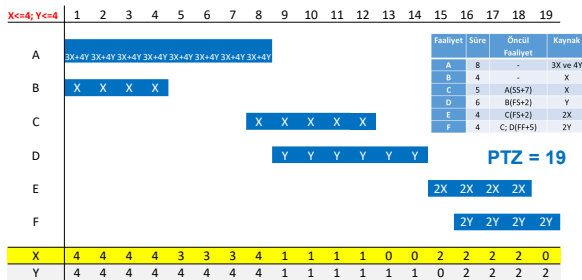 X<=4; Y<=4 1 2 3 4 5 6 7 8 9 10 11 12 13 14 15 16 17 18 19
A 3X+4Y 3X+4Y 3X+4Y 3X+4Y 3X+4Y 3X+4Y 3X+4Y 3X+4Y
B X X X X
C X X X X X
D Y Y Y Y Y Y
E 2X 2X 2X 2X
F 2Y 2Y 2Y 2Y
X 4 4 4 4 3 3 3 4 1 1 1 1 0 0 2 2 2 2 0
Y 4 4 4 4 4 4 4 4 1 1 1 1 1 1 0 2 2 2 2
Faaliyet Süre Öncül Faaliyet Kaynak
A 8 - 3X ve 4Y
B 4 - X
C 5 A(SS+7) X
D 6 B(FS+2) Y
E 4 C(FS+2) 2X
F 4 C; D(FF+5) 2Y
PTZ = 19